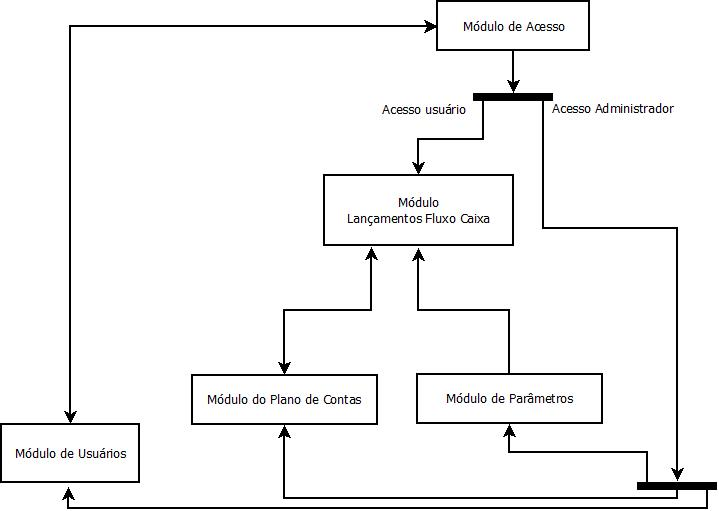 Módulo de Acesso
Acesso usuário
Acesso Administrador
Módulo
Lançamentos Fluxo Caixa
Módulo do Plano de Contas
Módulo de Parâmetros
Módulo de Usuários